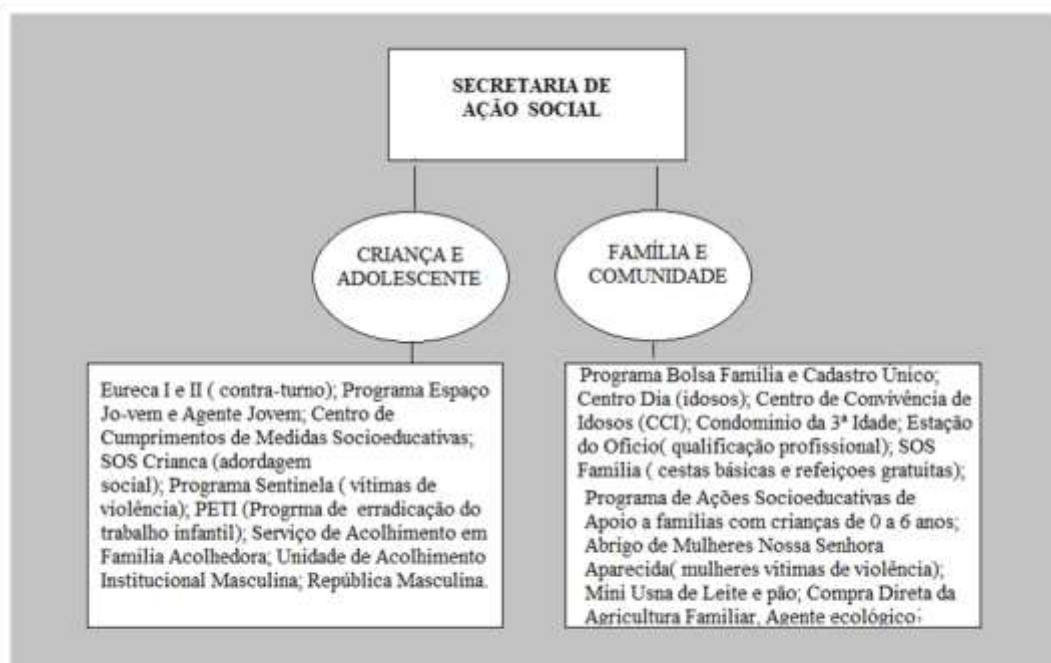 SECRETARIA DE
AÇÃO SOCIAL
CRIANÇA E
ADOLESCENTE
FAMÍLIA E
COMUNIDADE
Eureca I e II ( contra-turno); Programa Espaço
Jo-vem e Agente Jovem; Centro de
Cumprimentos de Medidas Socioeducativas;
SOS Crianca (adordagem
social); Programa Sentinela ( vítimas de
violência); PETI (Progrma de erradicação do
trabalho infantil); Serviço de Acolhimento em
Familia Acolhedora; Unidade de Acolhimento
Institucional Masculina; República Masculina.
Programa Bolsa Família e Cadastro Único;
Centro Dia (idosos); Centro de Convivência de
Idosos (CCI); Condominio da 3ª Idade; Estação
do Oficio( qualificação profissional); SOS
Familia ( cestas básicas e refeiçoes gratuitas);
Programa de Ações Socioeducativas de
Apoio a famílias com crianças de 0 a 6 anos;
Abrigo de Mulheres Nossa Senhora
Aparecida( mulheres vitimas de violência);
Mini Usna de Leite e pão; Compra Direta da
Agricultura Familiar, Agente ecológico;